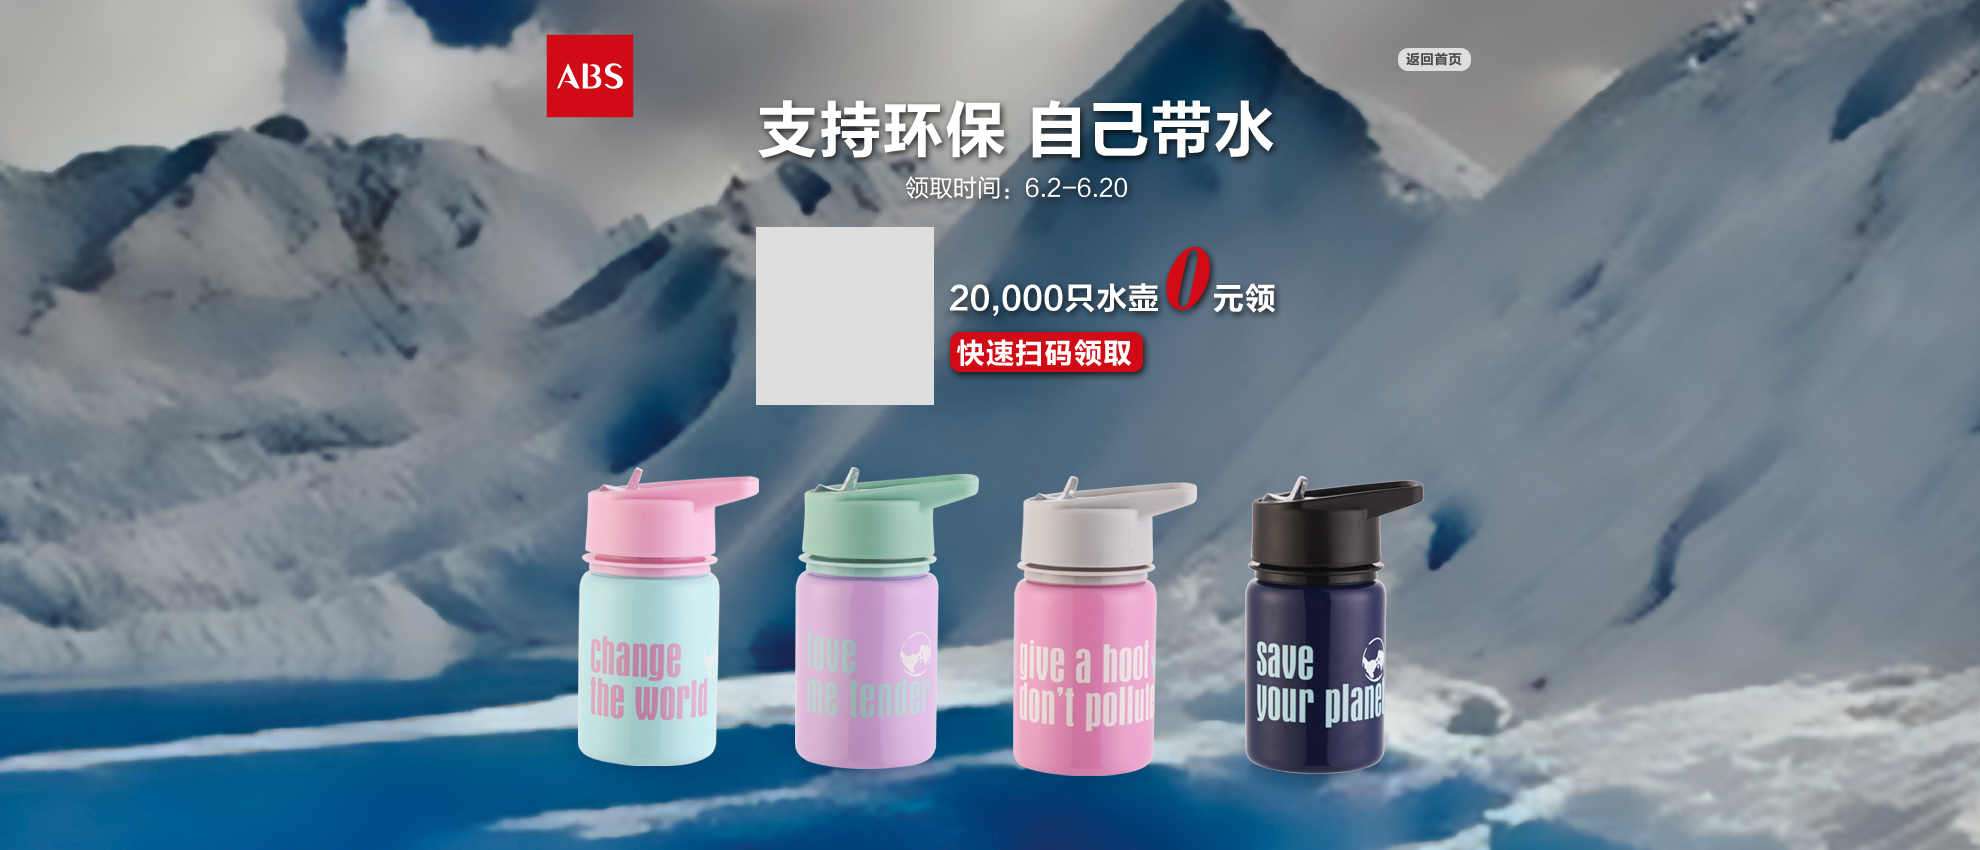 ABS
返回首页
支持环保 自己带水
领取时间：6.2-6.20
20,000只水壶0元领
快速扫码领取
change
the world
love
me tender
give a hoot
don't pollute
save
your planet